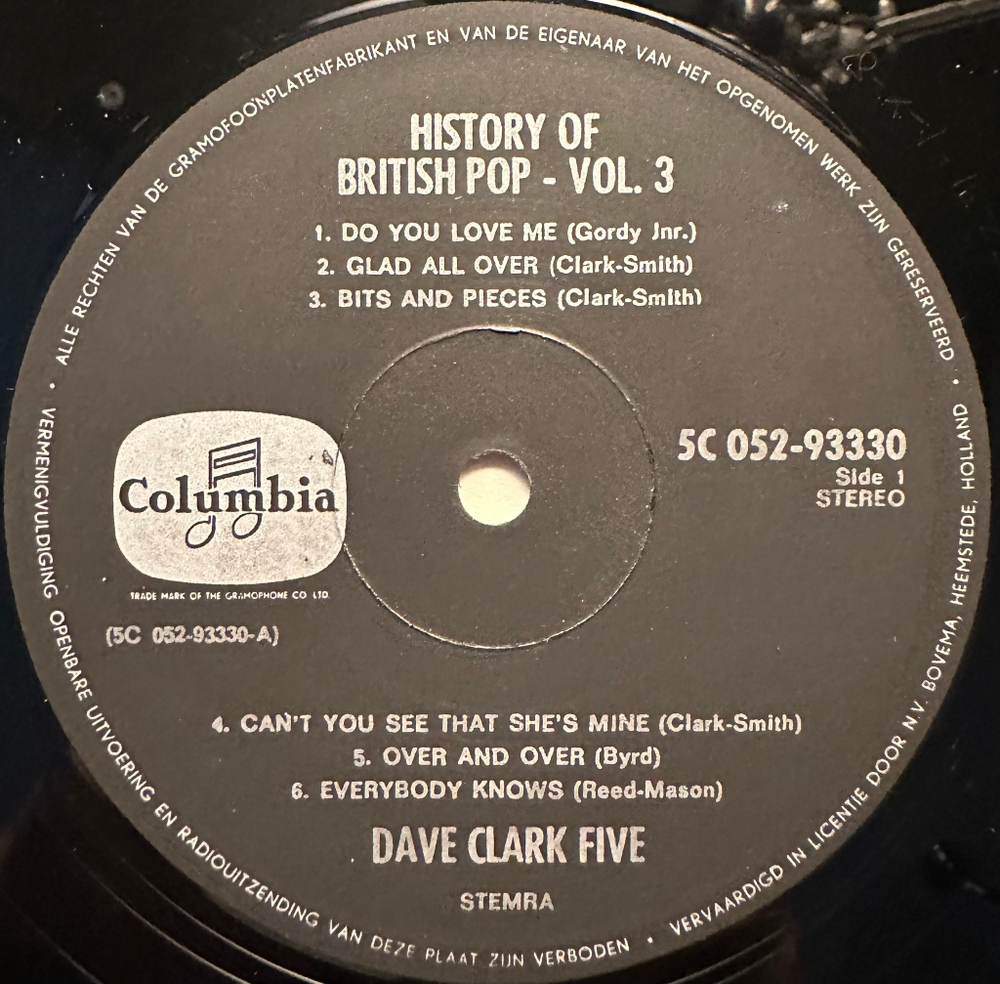 ALLE RECHTEN VAN DE GRAMOFOONPLATENFABRIKANT EN VAN DE EIGENAAR VAN HET OPGENOMEN WERK ZIJN GERESERVEERD •
HISTORY OF
BRITISH POP - VOL. 3
1. DO YOU LOVE ME (Gordy Jnr.)
2. GLAD ALL OVER (Clark-Smith)
3. BITS AND PIECES (Clark-Smith)
Columbia
TRADE MARK OF THE GRAMOPHONE CO LTD.
(5C 052-93330-A)
5C 052-93330
Side 1
STEREO
4. CAN'T YOU SEE THAT SHE'S MINE (Clark-Smith)
5. OVER AND OVER (Byrd)
6. EVERYBODY KNOWS (Reed-Mason)
DAVE CLARK FIVE
STEMRA
• VERMENIGVULDIGING OPENBARE UITVOERING EN RADIOUITZENDING VAN DEZE PLAAT ZIJN VERBODEN • VERVAARDIGD IN LICENTIE DOOR N.V. BOVEMA, HEEMSTEDE, HOLLAND